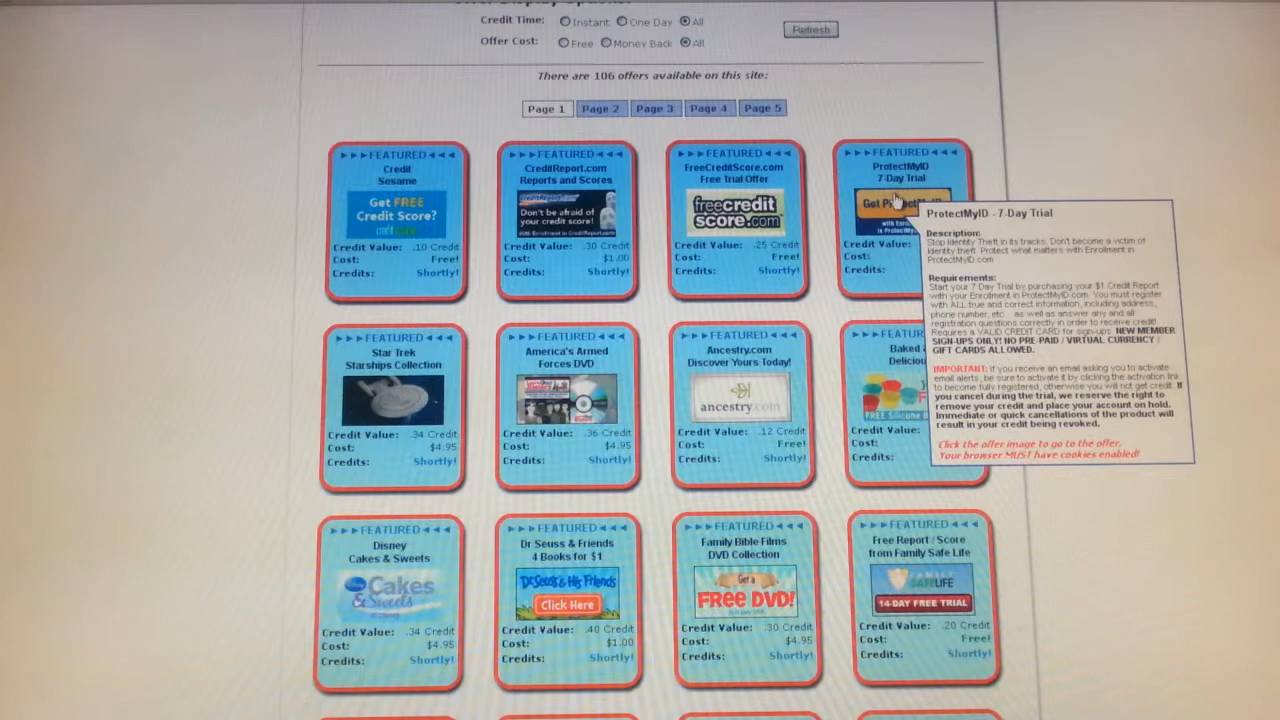 Credit Time: Instant One Day All
Refresh
Offer Cost: Free Money Back All
There are 106 offers available on this site:
Page 1 Page 2 Page 3 Page 4 Page 5
FEATURED
Credit
Sesame
Get FREE
Credit Score?
Credit Value: .10 Credit
Cost: Free!
Credits: Shortly!
FEATURED
CreditReport.com
Reports and Scores
Don't be afraid of
your credit score!
Credit Value: .30 Credit
Cost: $1.00
Credits: Shortly!
FEATURED
FreeCreditScore.com
Free Trial Offer
freecredit
score.com
Credit Value: .25 Credit
Cost: Free!
Credits: Shortly!
FEATURED
ProtectMyID
7-Day Trial
Credit Value:
Cost:
Credits:
ProtectMyID - 7-Day Trial
Description:
Stop Identity Theft in its tracks. Don't become a victim of
identity theft. Protect what matters with Enrollment in
ProtectMyID.com
Requirements:
Start your 7 Day Trial by purchasing your $1 Credit Report
with your Enrollment in ProtectMyID.com. You must register
with ALL true and correct information, including address,
phone number, etc... as well as answer any and all
registration questions correctly in order to receive credit!
Requires a VALID CREDIT CARD for sign-ups. NEW MEMBER
SIGN-UPS ONLY! NO PRE-PAID / VIRTUAL CURRENCY /
GIFT CARDS ALLOWED.
IMPORTANT: If you receive an email asking you to activate
email alerts, be sure to activate it by clicking the activation link
to become fully registered, otherwise you will not get credit. If
you cancel during the trial, we reserve the right to
remove your credit and place your account on hold.
Immediate or quick cancellations of the product will
result in your credit being revoked.
Click the offer image to go to the offer.
Your browser MUST have cookies enabled!
FEATURED
Star Trek
Starships Collection
Credit Value: .34 Credit
Cost: $4.95
Credits: Shortly!
FEATURED
America's Armed
Forces DVD
Credit Value: .36 Credit
Cost: $4.95
Credits: Shortly!
FEATURED
Ancestry.com
Discover Yours Today!
ancestry.com
Credit Value: .12 Credit
Cost: Free!
Credits: Shortly!
Baked
Credit Value:
Cost:
Credits:
FEATURED
Disney
Cakes & Sweets
Cakes
& Sweets
Credit Value: .34 Credit
Cost: $4.95
Credits: Shortly!
FEATURED
Dr Seuss & Friends
4 Books for $1
Dr. Seuss & His Friends
Click Here
Credit Value: .40 Credit
Cost: $1.00
Credits: Shortly!
FEATURED
Family Bible Films
DVD Collection
Get a
FREE DVD!
Credit Value: .30 Credit
Cost: $4.95
Credits: Shortly!
FEATURED
Free Report / Score
from Family Safe Life
FAMILY
SAFELIFE
14-DAY FREE TRIAL
Credit Value: .20 Credit
Cost: Free!
Credits: Shortly!